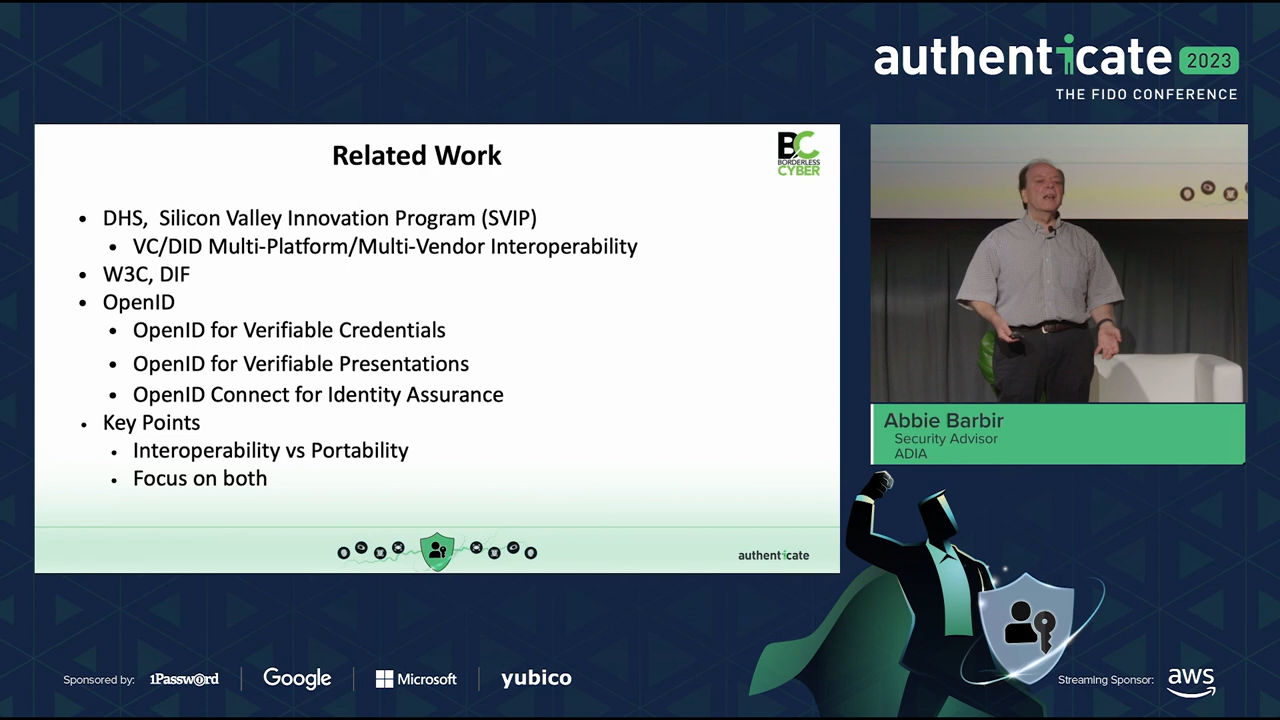 authenticate 2023
THE FIDO CONFERENCE
Related Work
BC
BORDERLESS
CYBER
• DHS, Silicon Valley Innovation Program (SVIP)
• VC/DID Multi-Platform/Multi-Vendor Interoperability
• W3C, DIF
• OpenID
• OpenID for Verifiable Credentials
• OpenID for Verifiable Presentations
• OpenID Connect for Identity Assurance
• Key Points
• Interoperability vs Portability
• Focus on both
authenticate
Abbie Barbir
Security Advisor
ADIA
Sponsored by: 1Password Google Microsoft yubico
Streaming Sponsor: aws